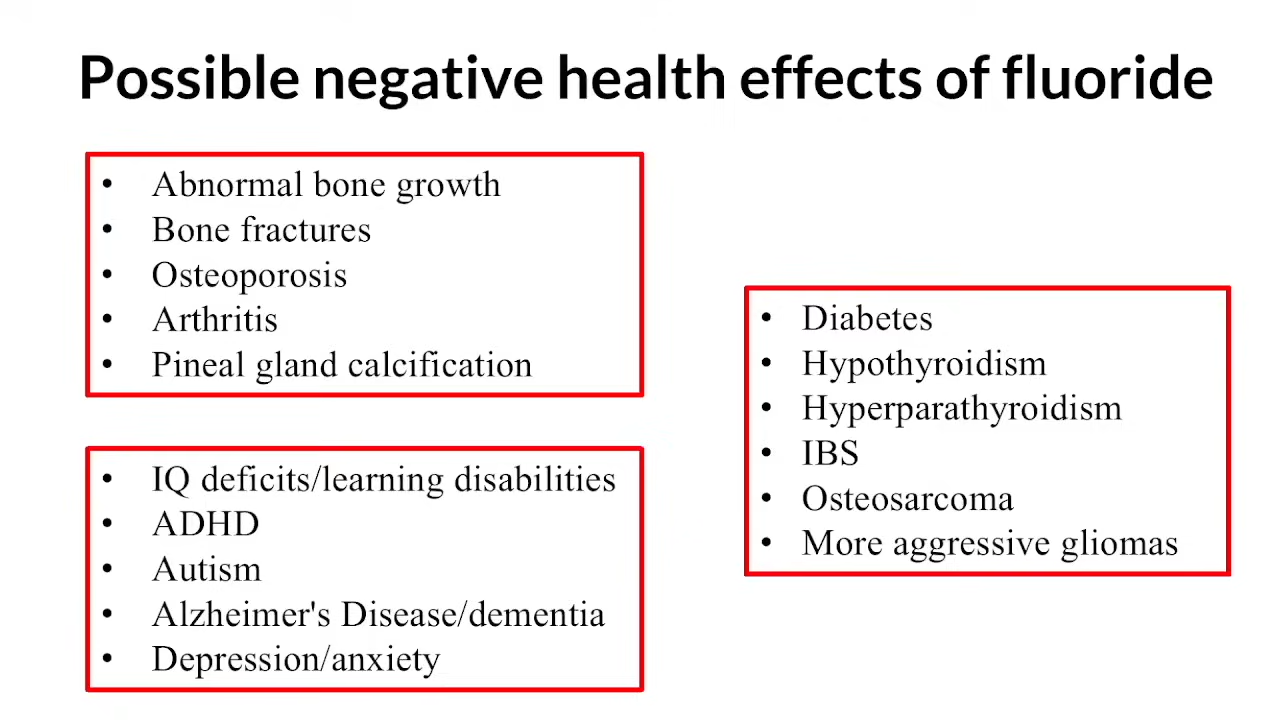 Possible negative health effects of fluoride
• Abnormal bone growth
• Bone fractures
• Osteoporosis
• Arthritis
• Pineal gland calcification
• IQ deficits/learning disabilities
• ADHD
• Autism
• Alzheimer's Disease/dementia
• Depression/anxiety
• Diabetes
• Hypothyroidism
• Hyperparathyroidism
• IBS
• Osteosarcoma
• More aggressive gliomas